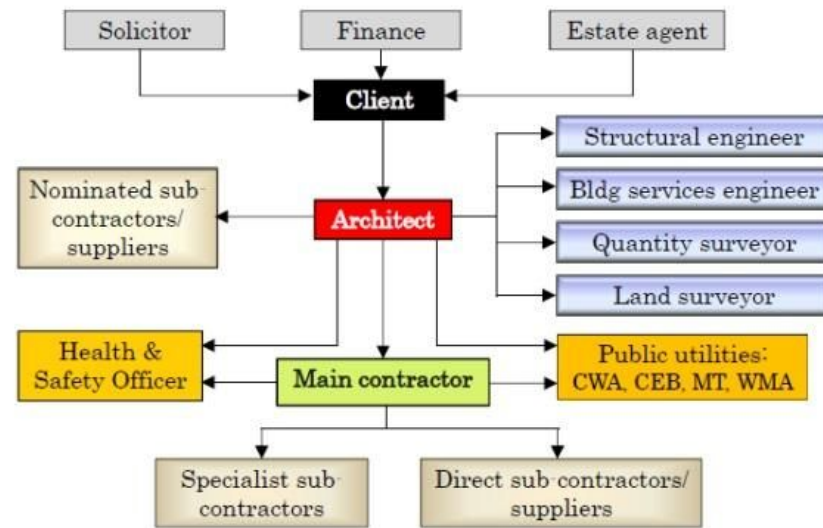 Solicitor
Finance
Estate agent
Client
Structural engineer
Nominated sub-
contractors/
suppliers
Bldg services engineer
Architect
Quantity surveyor
Land surveyor
Health &
Safety Officer
Main contractor
Public utilities:
CWA, CEB, MT, WMA
Specialist sub-
contractors
Direct sub-contractors/
suppliers